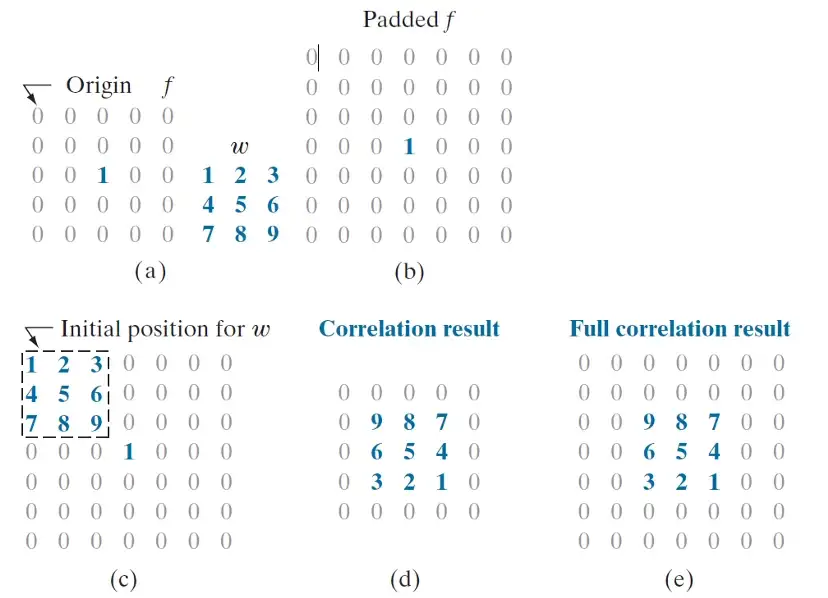 Origin f
0 0 0 0 0
0 0 0 0 0
0 0 1 0 0
0 0 0 0 0
0 0 0 0 0
w
1 2 3
4 5 6
7 8 9
(a)
Padded f
0 0 0 0 0 0 0
0 0 0 0 0 0 0
0 0 0 0 0 0 0
0 0 0 1 0 0 0
0 0 0 0 0 0 0
0 0 0 0 0 0 0
0 0 0 0 0 0 0
(b)
Initial position for w
1 2 3 0 0 0 0
4 5 6 0 0 0 0
7 8 9 0 0 0 0
0 0 0 1 0 0 0
0 0 0 0 0 0 0
0 0 0 0 0 0 0
0 0 0 0 0 0 0
(c)
Correlation result
0 0 0 0 0
0 9 8 7 0
0 6 5 4 0
0 3 2 1 0
0 0 0 0 0
(d)
Full correlation result
0 0 0 0 0 0 0
0 0 0 0 0 0 0
0 0 9 8 7 0 0
0 0 6 5 4 0 0
0 0 3 2 1 0 0
0 0 0 0 0 0 0
0 0 0 0 0 0 0
(e)